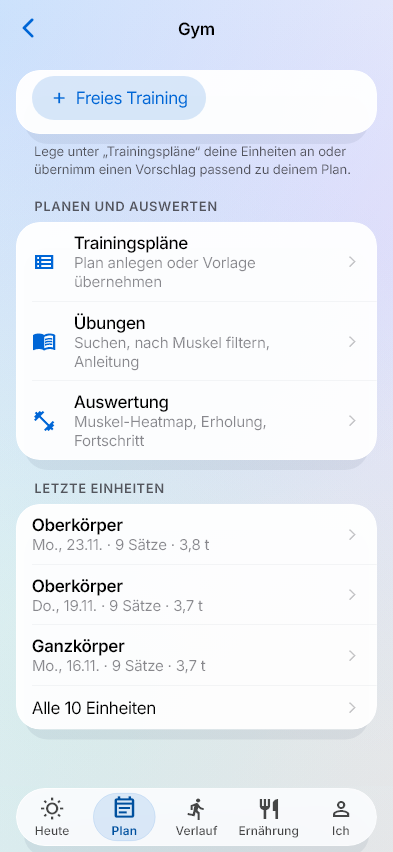 Gym
+ Freies Training
Lege unter „Trainingspläne“ deine Einheiten an oder
übernimm einen Vorschlag passend zu deinem Plan.
PLANEN UND AUSWERTEN
Trainingspläne
Plan anlegen oder Vorlage
übernehmen
Übungen
Suchen, nach Muskel filtern,
Anleitung
Auswertung
Muskel-Heatmap, Erholung,
Fortschritt
LETZTE EINHEITEN
Oberkörper
Mo., 23.11. · 9 Sätze · 3,8 t
Oberkörper
Do., 19.11. · 9 Sätze · 3,7 t
Ganzkörper
Mo., 16.11. · 9 Sätze · 3,7 t
Alle 10 Einheiten
Heute Plan Verlauf Ernährung Ich